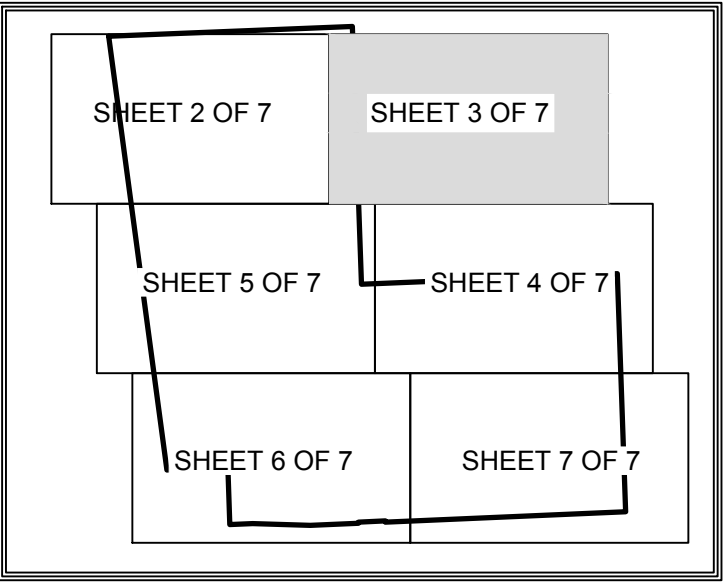 SHEET 2 OF 7
SHEET 3 OF 7
SHEET 5 OF 7
SHEET 4 OF 7
SHEET 6 OF 7
SHEET 7 OF 7